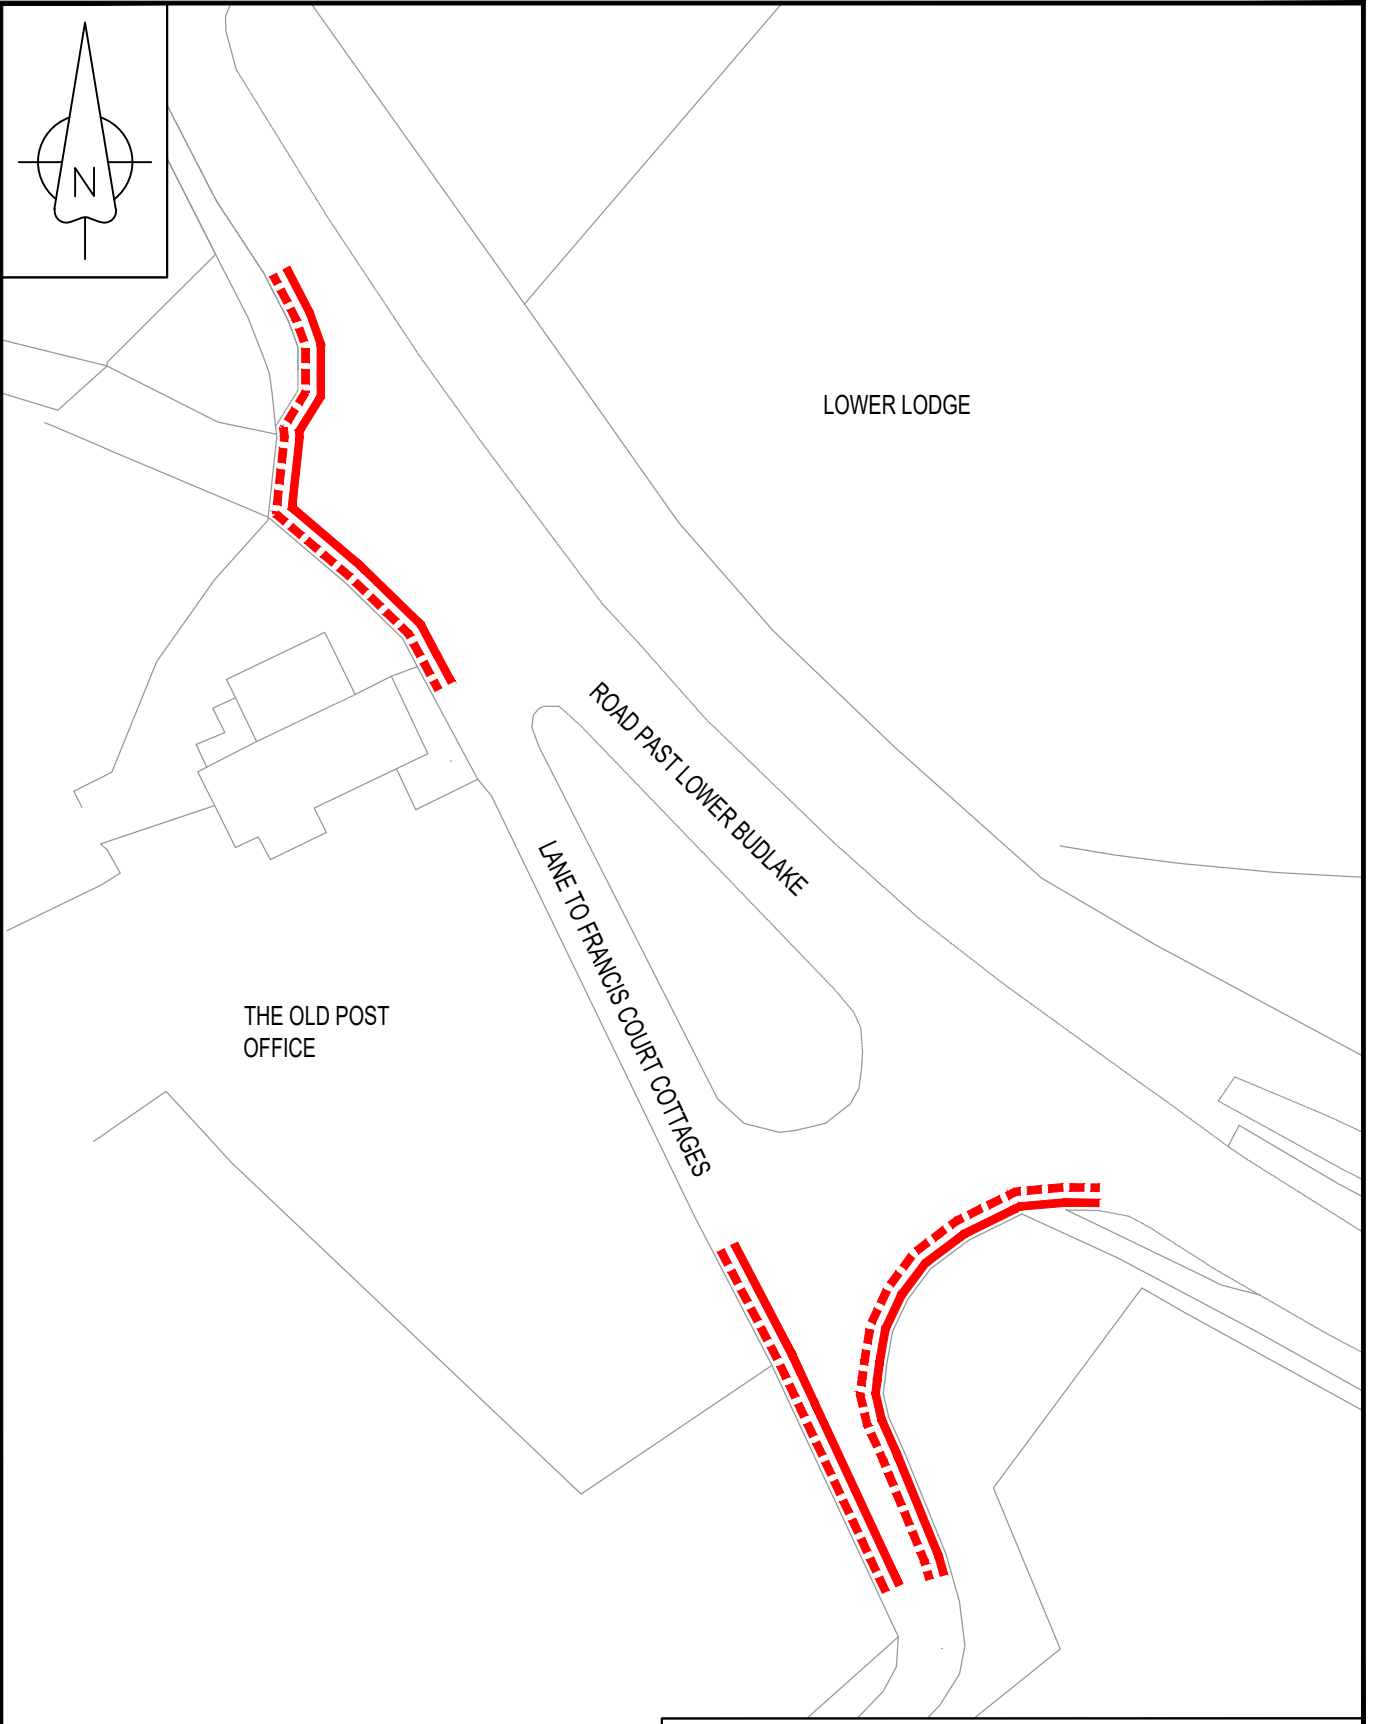 N
LOWER LODGE
ROAD PAST LOWER BUDLAKE
LANE TO FRANCIS COURT COTTAGES
THE OLD POST
OFFICE